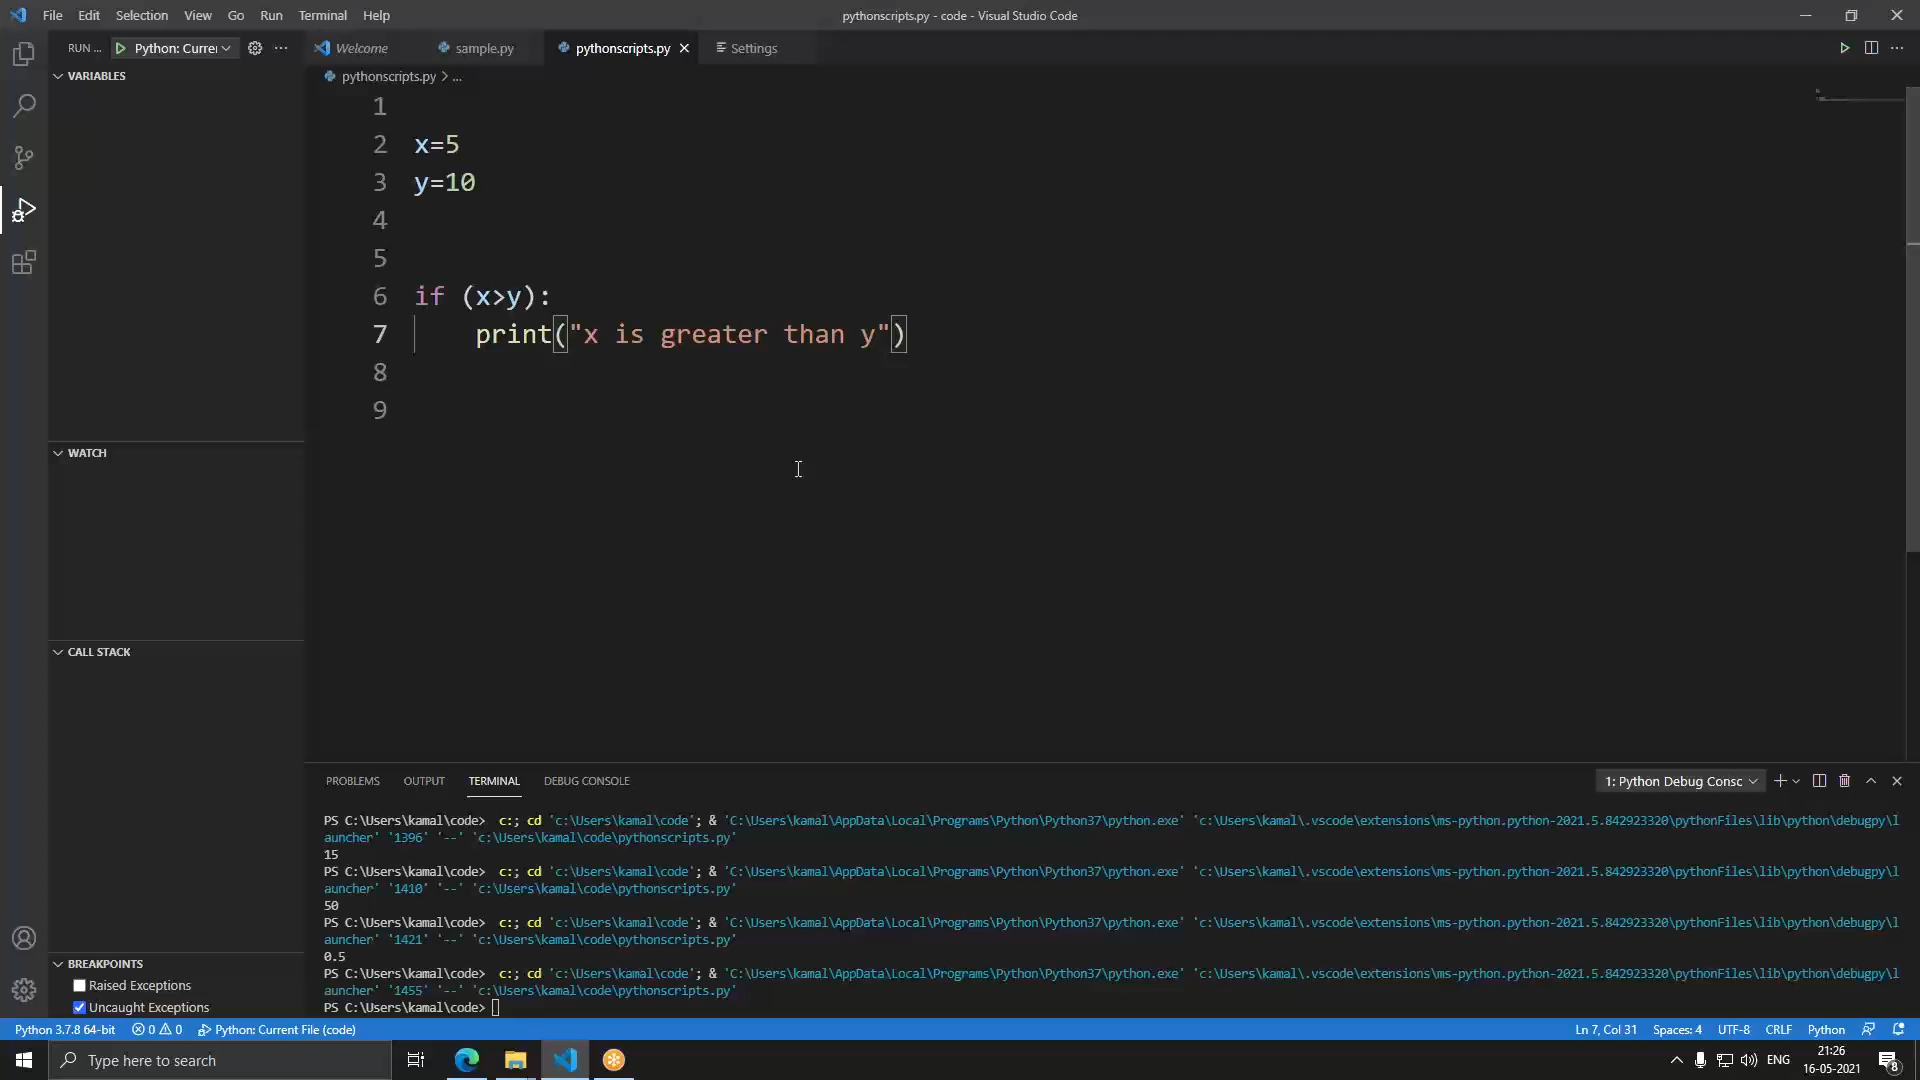 File Edit Selection View Go Run Terminal Help
pythonscripts.py - code - Visual Studio Code
RUN ... Python: Currer
Welcome sample.py pythonscripts.py Settings
VARIABLES
pythonscripts.py > ...
1
2 x=5
3 y=10
4
5
6 if (x>y):
7 print("x is greater than y")
8
9
WATCH
CALL STACK
BREAKPOINTS
Raised Exceptions
Uncaught Exceptions
PROBLEMS OUTPUT TERMINAL DEBUG CONSOLE
1: Python Debug Consc
PS C:\Users\kamal\code> c:; cd 'c:\Users\kamal\code'; & 'C:\Users\kamal\AppData\Local\Programs\Python\Python37\python.exe' 'c:\Users\kamal\.vscode\extensions\ms-python.python-2021.5.842923320\pythonFiles\lib\python\debugpy\l
auncher' '1396' '--' 'c:\Users\kamal\code\pythonscripts.py'
15
PS C:\Users\kamal\code> c:; cd 'c:\Users\kamal\code'; & 'C:\Users\kamal\AppData\Local\Programs\Python\Python37\python.exe' 'c:\Users\kamal\.vscode\extensions\ms-python.python-2021.5.842923320\pythonFiles\lib\python\debugpy\l
auncher' '1410' '--' 'c:\Users\kamal\code\pythonscripts.py'
50
PS C:\Users\kamal\code> c:; cd 'c:\Users\kamal\code'; & 'C:\Users\kamal\AppData\Local\Programs\Python\Python37\python.exe' 'c:\Users\kamal\.vscode\extensions\ms-python.python-2021.5.842923320\pythonFiles\lib\python\debugpy\l
auncher' '1421' '--' 'c:\Users\kamal\code\pythonscripts.py'
0.5
PS C:\Users\kamal\code> c:; cd 'c:\Users\kamal\code'; & 'C:\Users\kamal\AppData\Local\Programs\Python\Python37\python.exe' 'c:\Users\kamal\.vscode\extensions\ms-python.python-2021.5.842923320\pythonFiles\lib\python\debugpy\l
auncher' '1455' '--' 'c:\Users\kamal\code\pythonscripts.py'
PS C:\Users\kamal\code>
Python 3.7.8 64-bit 0 0 Python: Current File (code)
Ln 7, Col 31 Spaces: 4 UTF-8 CRLF Python
Type here to search
ENG
21:26
16-05-2021
8